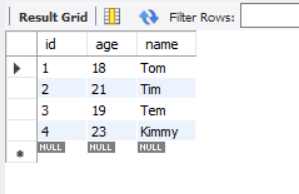 Result Grid Filter Rows:
id age name
1 18 Tom
2 21 Tim
3 19 Tem
4 23 Kimmy
NULL NULL NULL